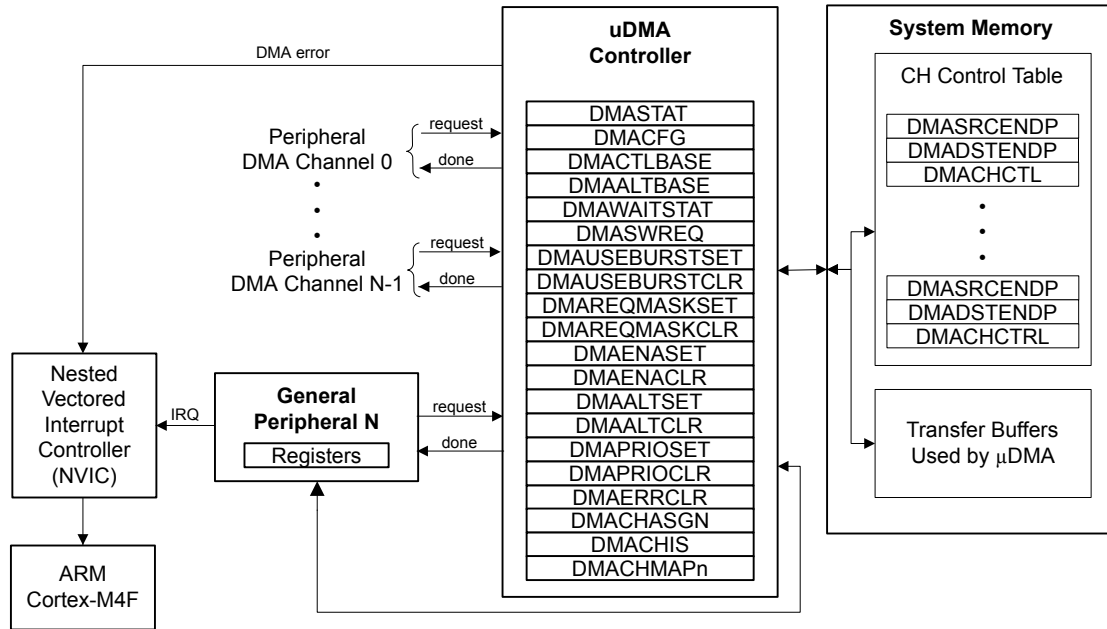 uDMA
Controller
System Memory
DMA error
CH Control Table
DMASTAT
DMACFG
DMACTLBASE
DMAALTBASE
DMAWAITSTAT
DMASWREQ
DMAUSEBURSTSET
DMAUSEBURSTCLR
DMAREQMASKSET
DMAREQMASKCLR
DMAENASET
DMAENACLR
DMAALTSET
DMAALTCLR
DMAPRIOSET
DMAPRIOCLR
DMAERRCLR
DMACHASGN
DMACHIS
DMACHMAPn
Peripheral
DMA Channel 0
request
done
Peripheral
DMA Channel N-1
request
done
DMASRCENDP
DMADSTENDP
DMACHCTL
DMASRCENDP
DMADSTENDP
DMACHCTRL
Transfer Buffers
Used by μDMA
Nested
Vectored
Interrupt
Controller
(NVIC)
IRQ
General
Peripheral N
Registers
request
done
ARM
Cortex-M4F